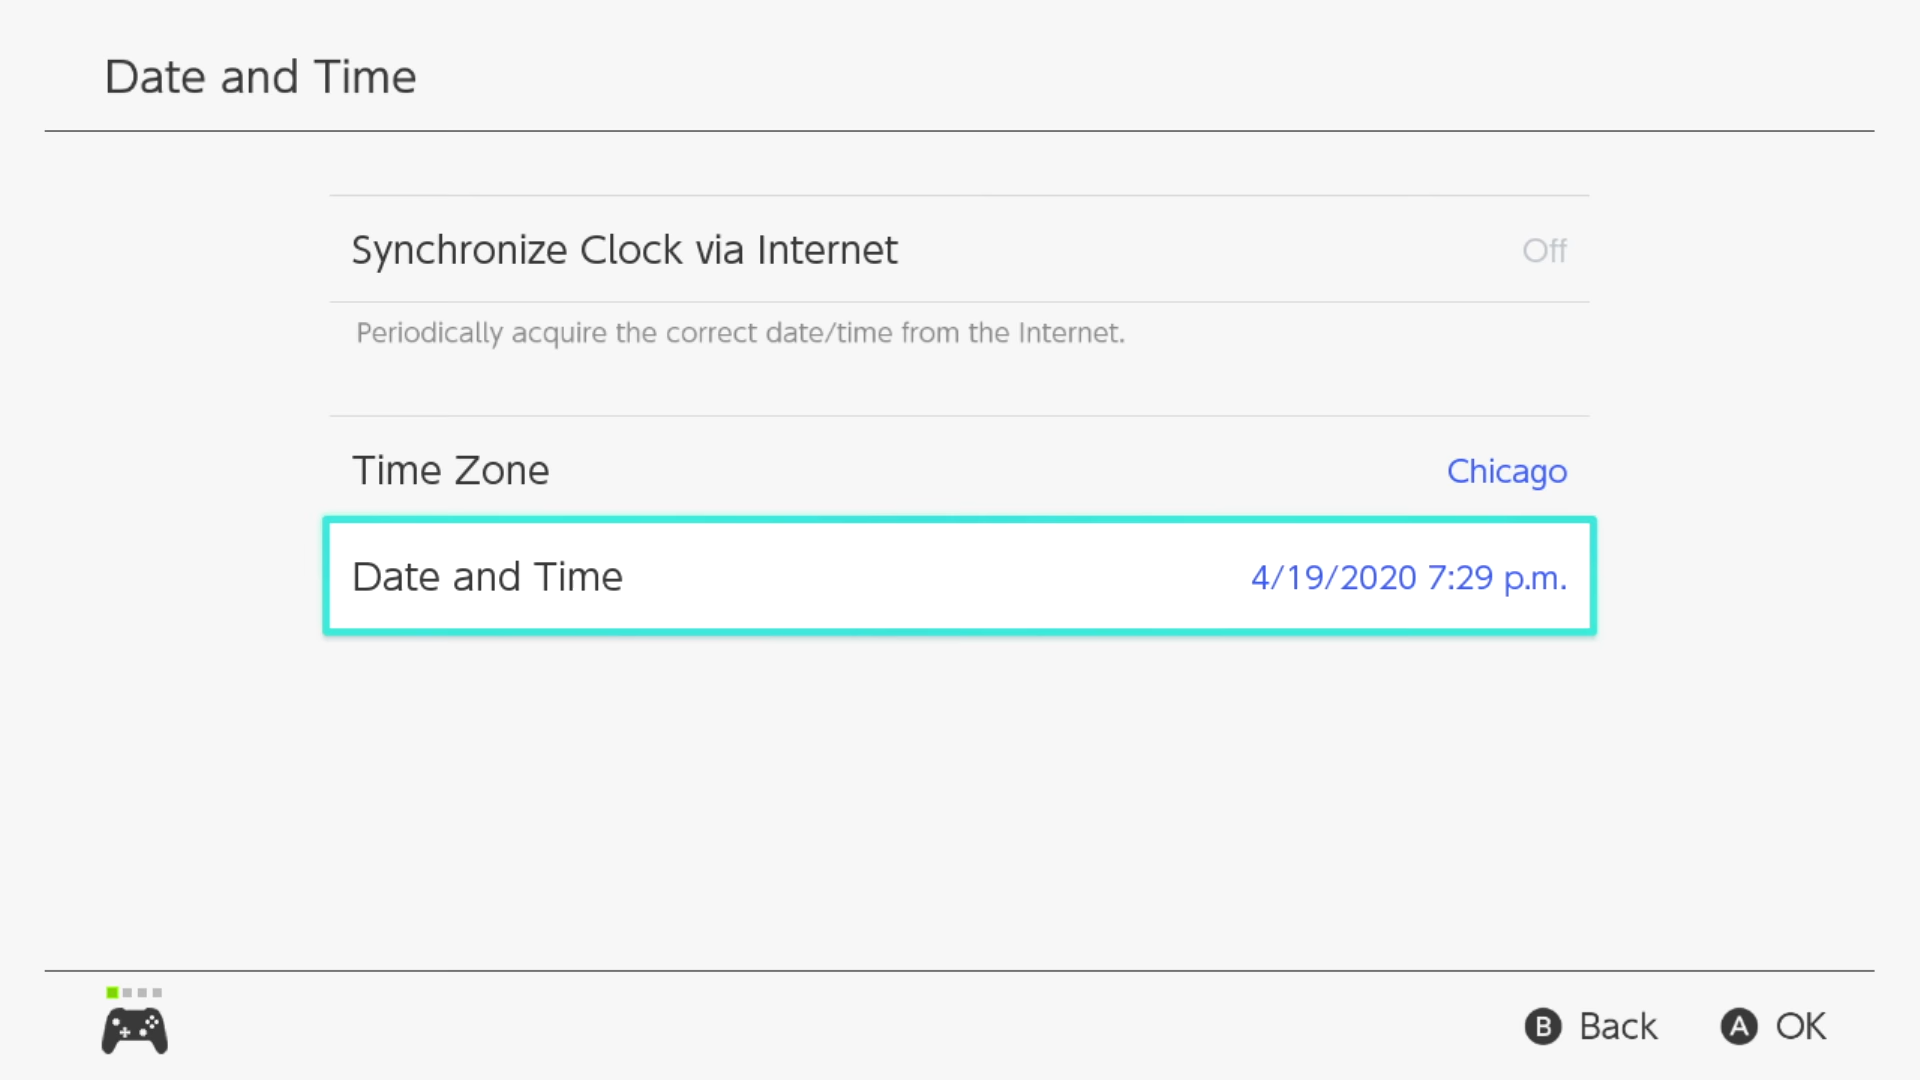 Date and Time
Synchronize Clock via Internet Off
Periodically acquire the correct date/time from the Internet.
Time Zone Chicago
Date and Time 4/19/2020 7:29 p.m.
B Back A OK